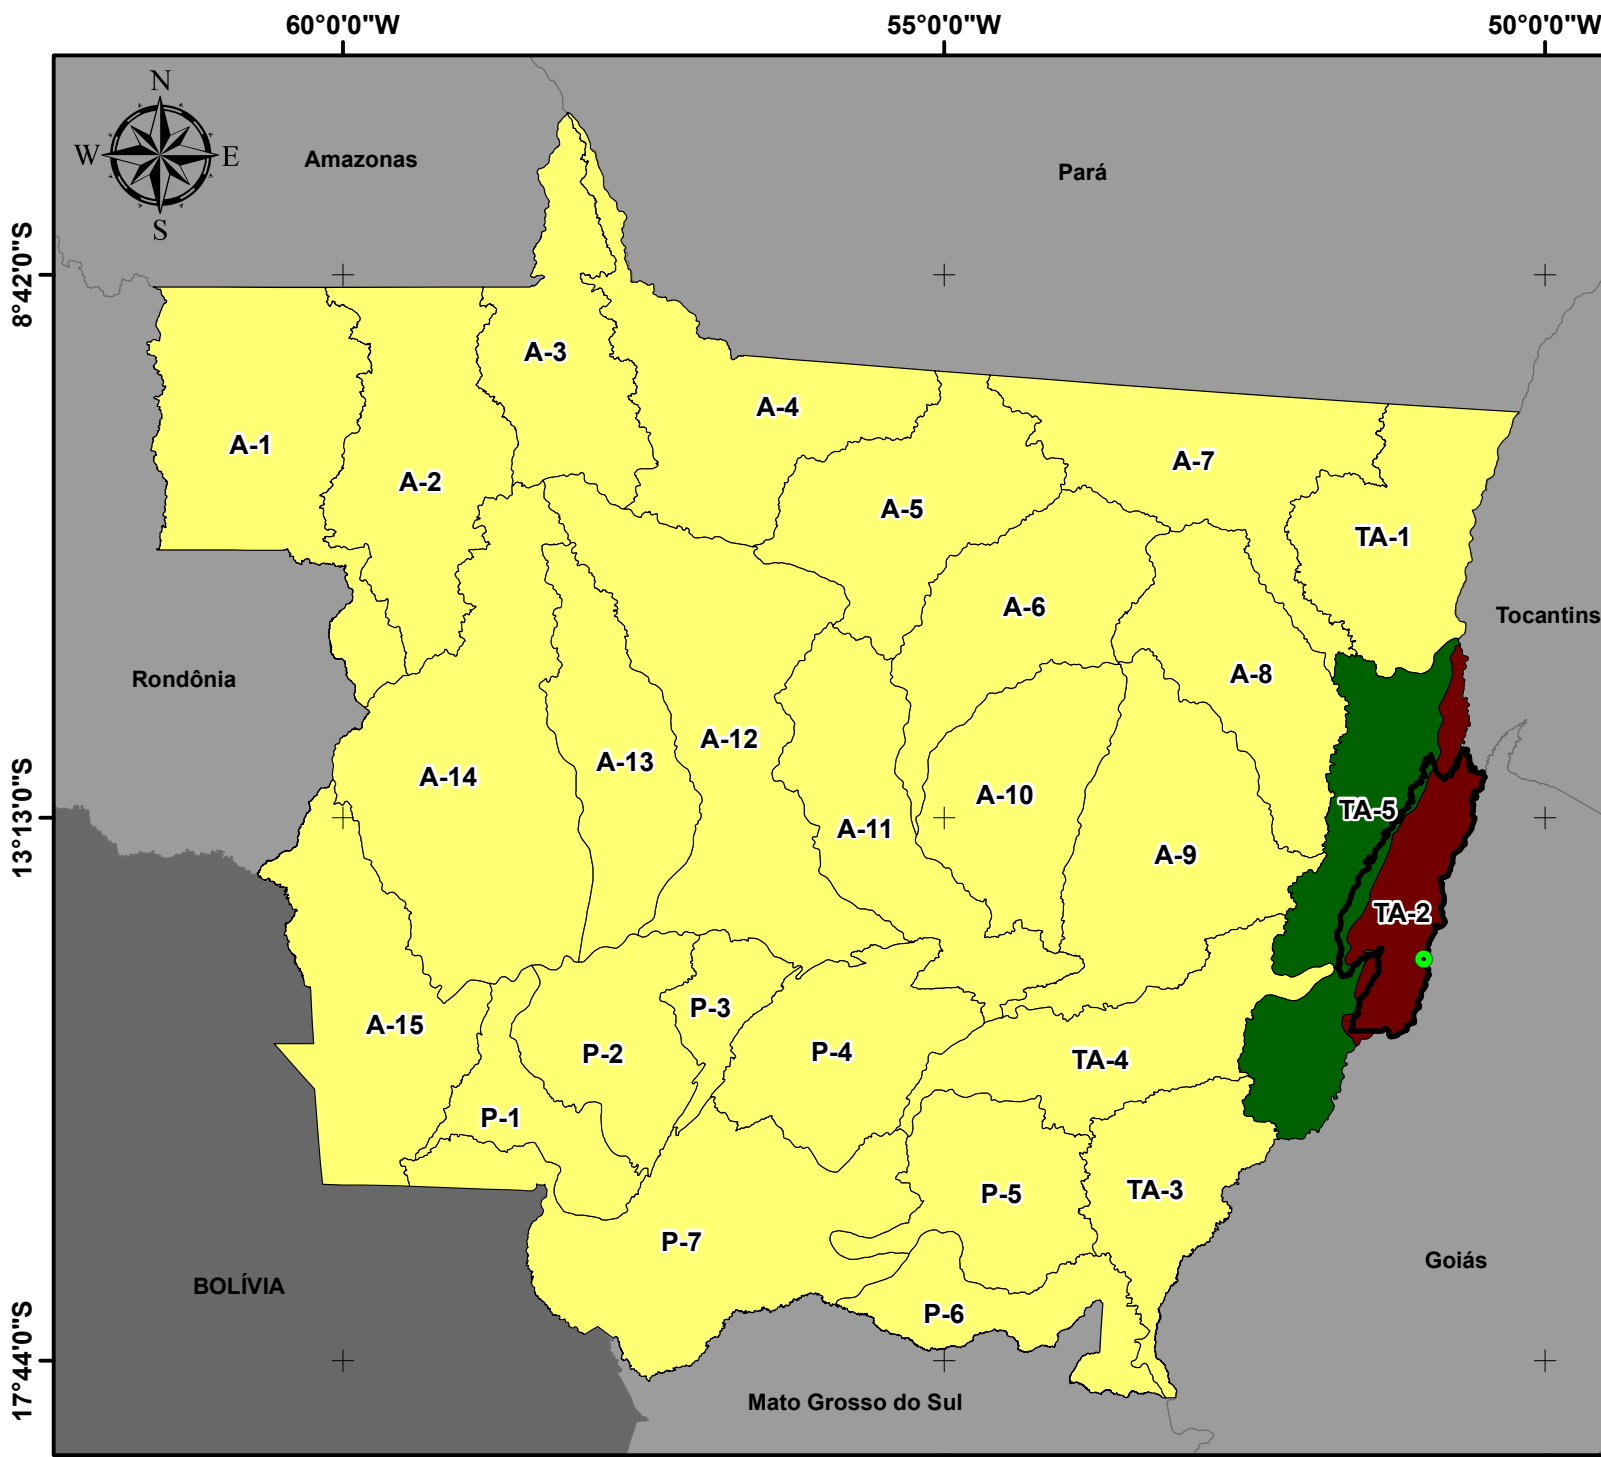 60°0'0"W
55°0'0"W
50°0'0"W
N
W
E
S
Amazonas
Pará
8°42'0"S
A-3
A-4
A-1
A-7
A-2
A-5
TA-1
A-6
Tocantins
Rondônia
A-8
A-12
A-13
A-14
A-10
13°13'0"S
TA-5
A-11
A-9
TA-2
P-3
A-15
P-2
P-4
TA-4
P-1
TA-3
P-5
P-7
Goiás
BOLÍVIA
P-6
17°44'0"S
Mato Grosso do Sul